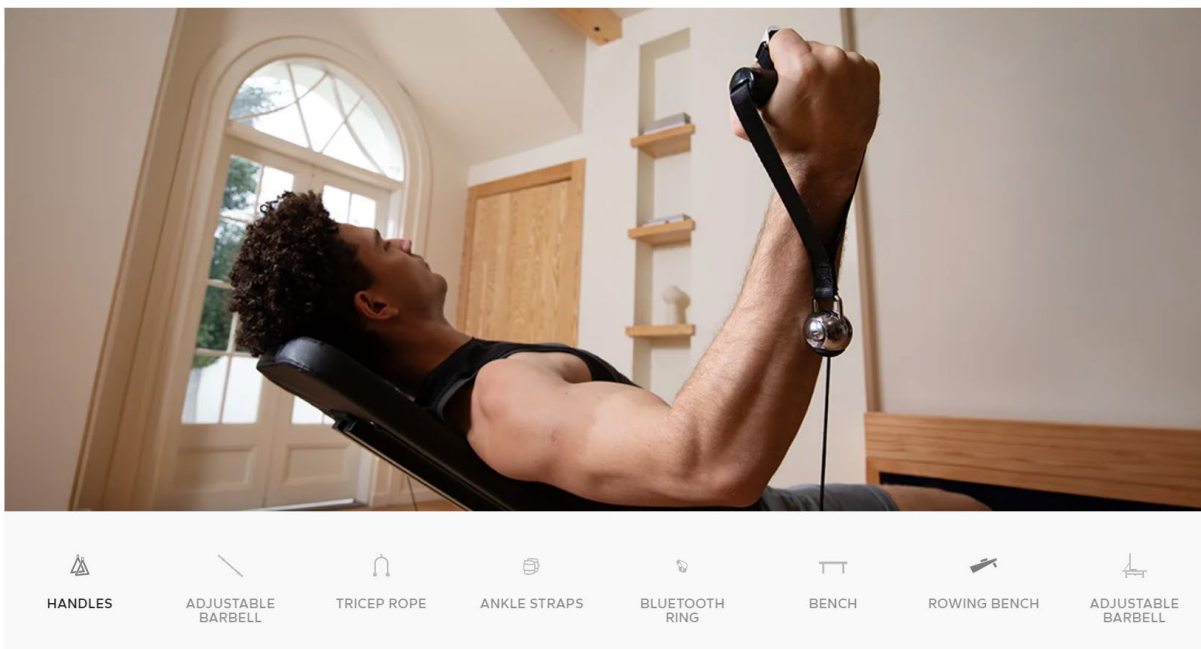 HANDLES
ADJUSTABLE
BARBELL
TRICEP ROPE
ANKLE STRAPS
BLUETOOTH
RING
BENCH
ROWING BENCH
ADJUSTABLE
BARBELL